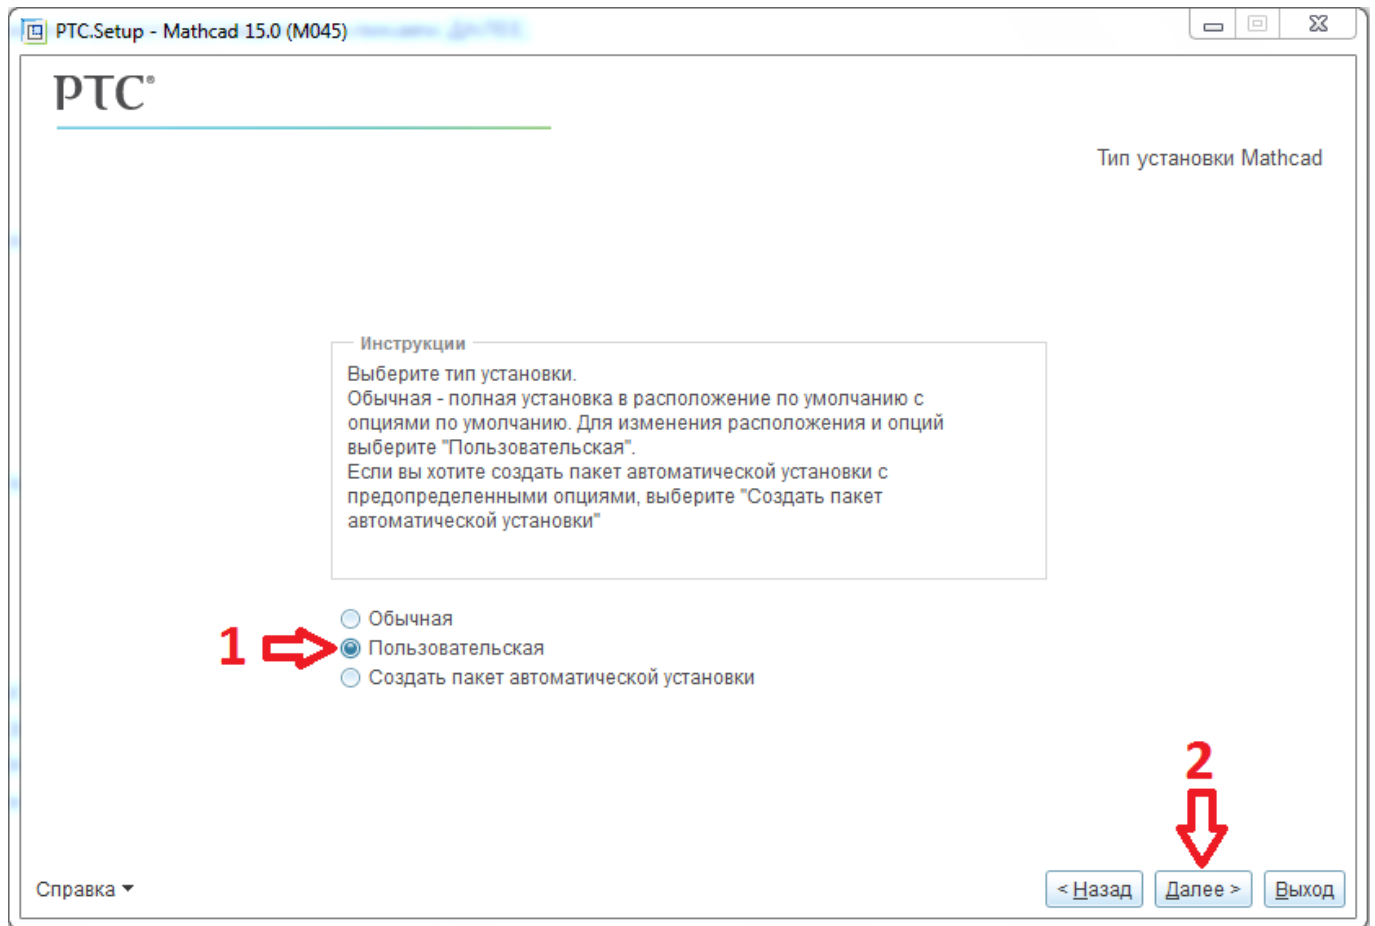 PTC.Setup - Mathcad 15.0 (M045)
PTC®
Тип установки Mathcad
Инструкции
Выберите тип установки.
Обычная - полная установка в расположение по умолчанию с
опциями по умолчанию. Для изменения расположения и опций
выберите "Пользовательская".
Если вы хотите создать пакет автоматической установки с
предопределенными опциями, выберите "Создать пакет
автоматической установки"
Обычная
1 Пользовательская
Создать пакет автоматической установки
2
Справка
< Назад Далее > Выход